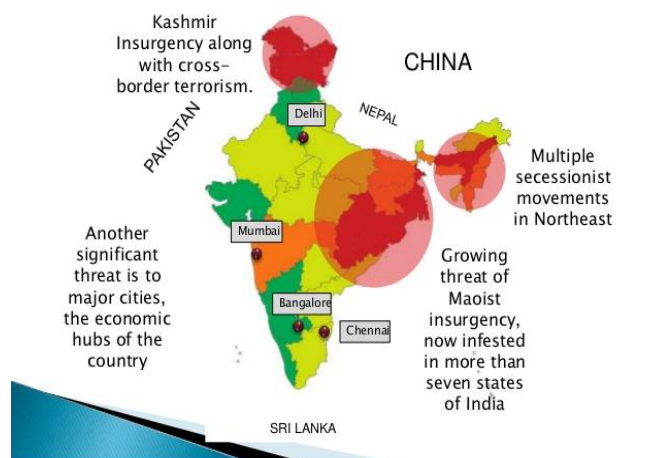 Kashmir
Insurgency along
with cross-
border terrorism.
CHINA
PAKISTAN
NEPAL
Delhi
Multiple
secessionist
movements
in Northeast
Another
significant
threat is to
major cities,
the economic
hubs of the
country
Mumbai
Bangalore
Chennai
Growing
threat of
Maoist
insurgency,
now infested
in more than
seven states
of India
SRI LANKA